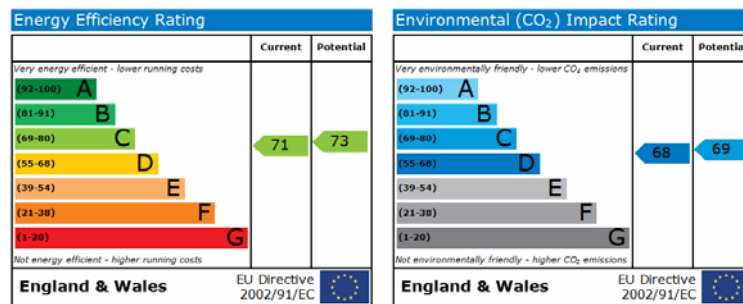 Energy Efficiency Rating
Current Potential
Very energy efficient - lower running costs
(92-100) A
(81-91) B
(69-80) C
(55-68) D
(39-54) E
(21-38) F
(1-20) G
71 73
Not energy efficient - higher running costs
England & Wales
EU Directive
2002/91/EC
Environmental (CO₂) Impact Rating
Current Potential
Very environmentally friendly - lower CO₂ emissions
(92-100) A
(81-91) B
(69-80) C
(55-68) D
(39-54) E
(21-38) F
(1-20) G
68 69
Not environmentally friendly - higher CO₂ emissions
England & Wales
EU Directive
2002/91/EC